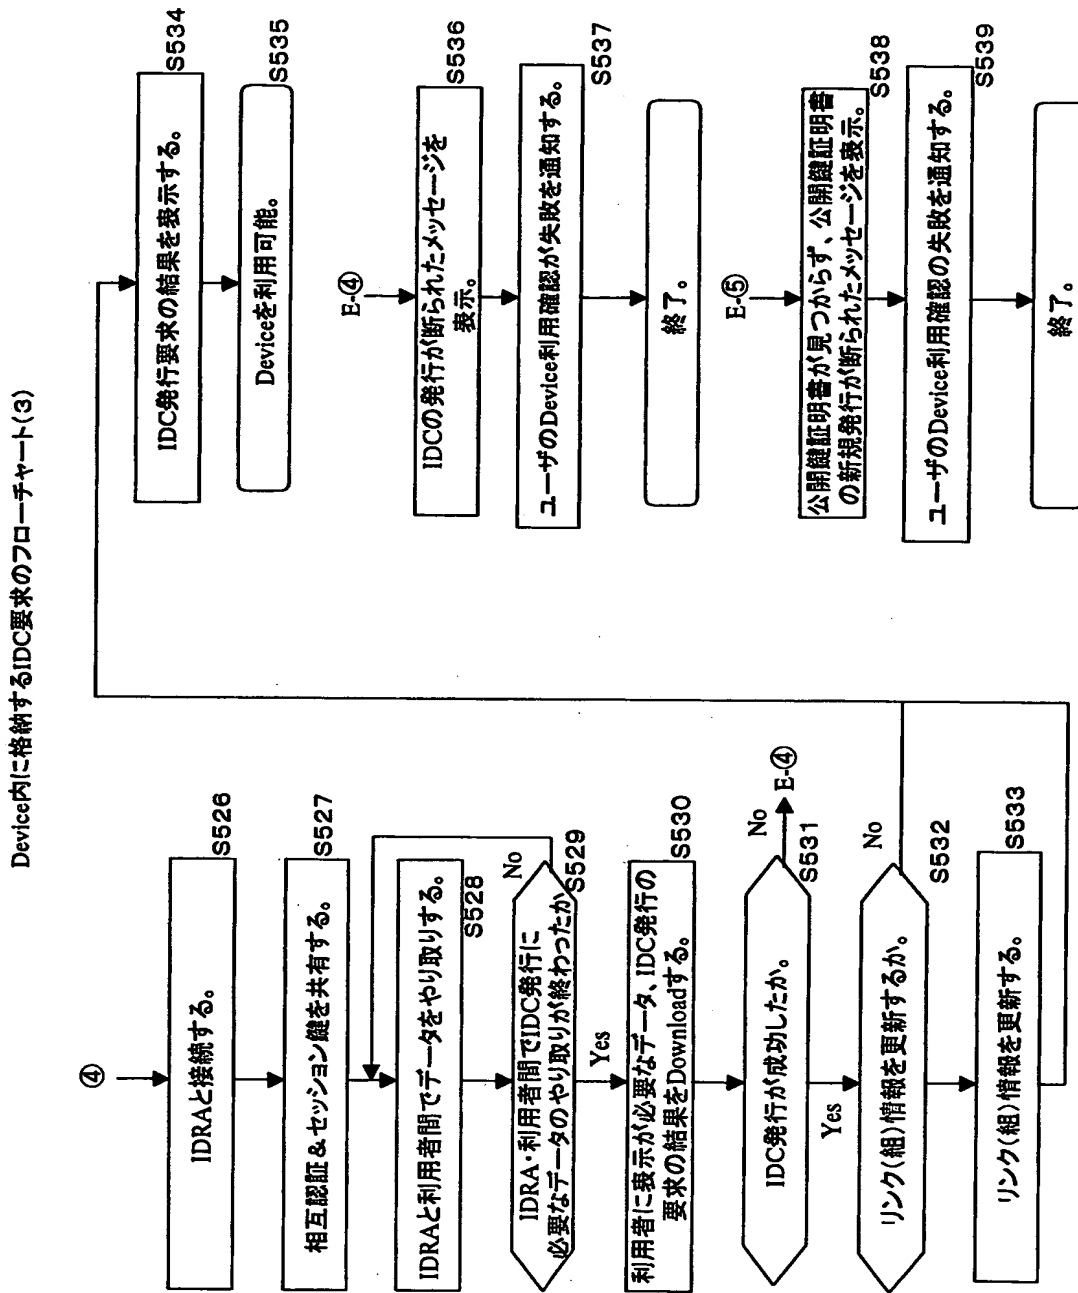 Device内に格納するIDC要求のフローチャート(3)
④
IDRAと接続する。
S526
相互認証&セッション鍵を共有する。
S527
IDRAと利用者間でデータをやり取りする。
S528
IDRA・利用者間でIDC発行に
必要なデータのやり取りが終わったか
No
S529
Yes
利用者に表示が必要なデータ、IDC発行の
要求の結果をDownloadする。
S530
IDC発行が成功したか。
No
E-④
S531
Yes
リンク(組)情報を更新するか。
No
S532
リンク(組)情報を更新する。
S533
IDC発行要求の結果を表示する。
S534
Deviceを利用可能。
S535
E-④
IDCの発行が断られたメッセージを
表示。
S536
ユーザのDevice利用確認が失敗を通知する。
S537
終了。
E-⑤
公開鍵証明書が見つからず、公開鍵証明書
の新規発行が断られたメッセージを表示。
S538
ユーザのDevice利用確認の失敗を通知する。
S539
終了。